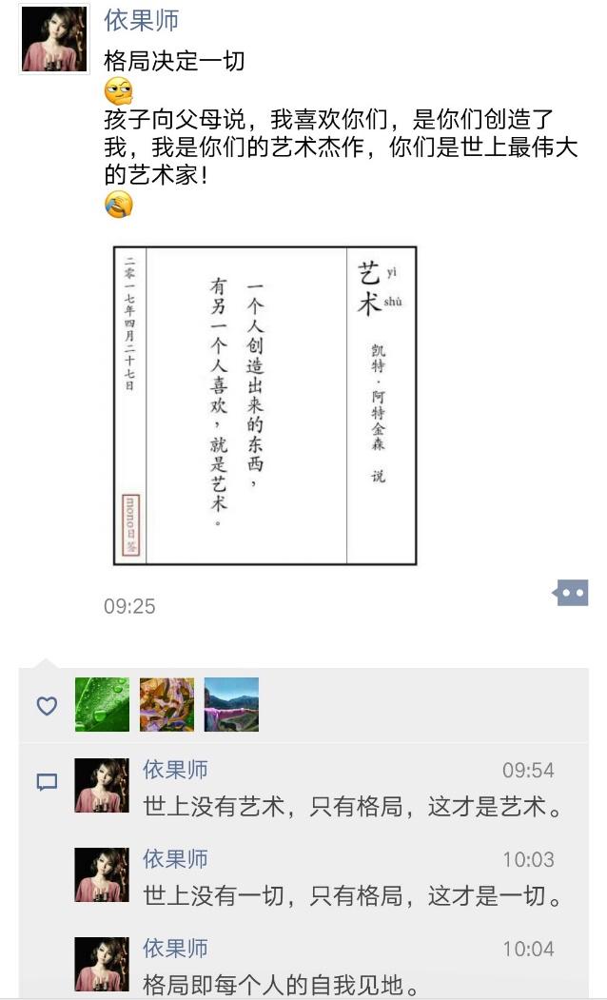 依果师
格局决定一切
孩子向父母说，我喜欢你们，是你们创造了
我，我是你们的艺术杰作，你们是世上最伟大
的艺术家！
艺术
yì
shù
凯特·阿特金森 说
一个人创造出来的东西，
有另一个人喜欢，就是艺术。
二零一七年四月二十七日
mono日签
09:25
依果师
09:54
世上没有艺术，只有格局，这才是艺术。
依果师
10:03
世上没有一切，只有格局，这才是一切。
依果师
10:04
格局即每个人的自我见地。